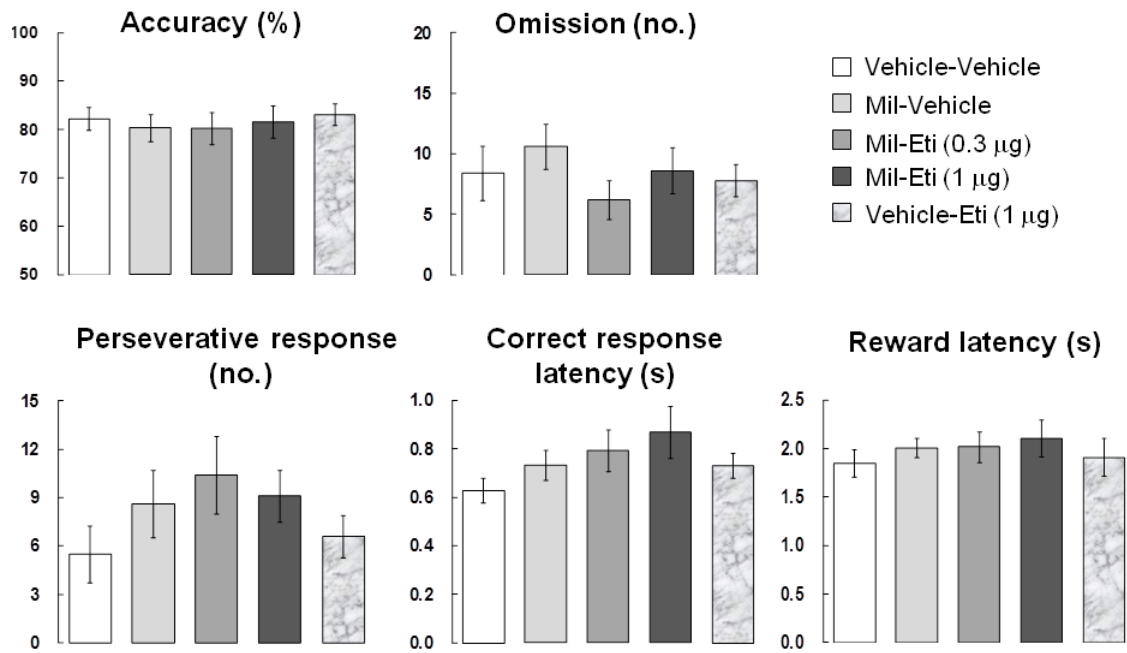 Accuracy (%)
100
90
80
70
60
50
Omission (no.)
20
15
10
5
0
Vehicle-Vehicle
Mil-Vehicle
Mil-Eti (0.3 μg)
Mil-Eti (1 μg)
Vehicle-Eti (1 μg)
Perseverative response
(no.)
15
12
9
6
3
0
Correct response
latency (s)
1.0
0.8
0.6
0.4
0.2
0.0
Reward latency (s)
2.5
2.0
1.5
1.0
0.5
0.0